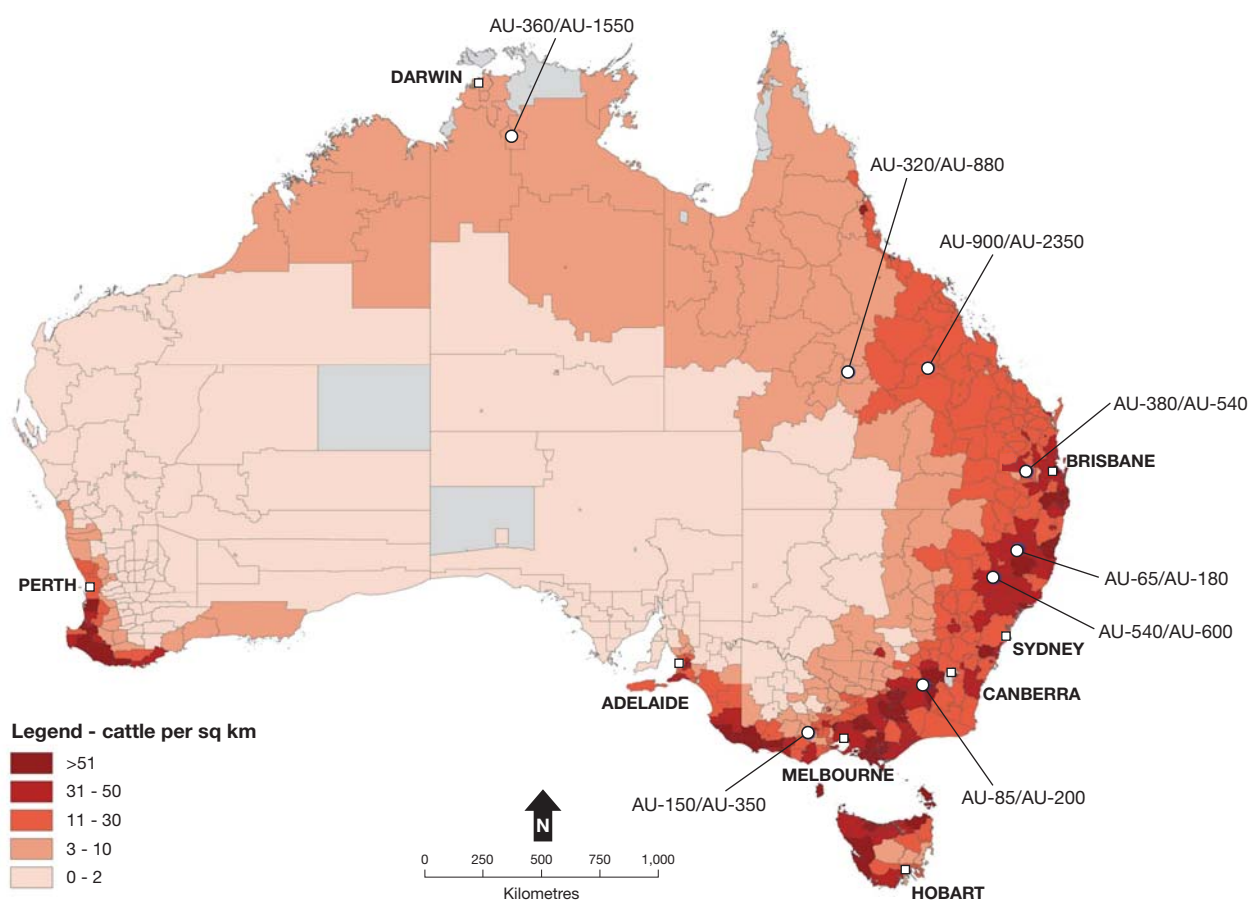 AU-360/AU-1550
DARWIN
AU-320/AU-880
AU-900/AU-2350
AU-380/AU-540
BRISBANE
AU-65/AU-180
PERTH
AU-540/AU-600
SYDNEY
ADELAIDE
CANBERRA
Legend - cattle per sq km
>51
31 - 50
11 - 30
3 - 10
0 - 2
MELBOURNE
AU-150/AU-350
AU-85/AU-200
N
0 250 500 750 1,000
Kilometres
HOBART